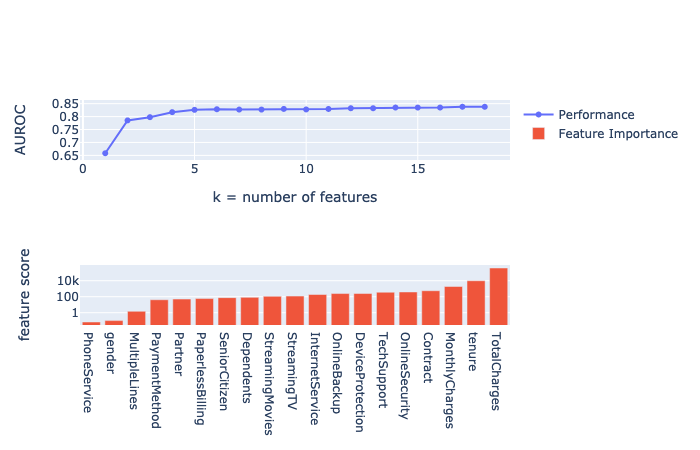 AUROC
0.85
0.8
0.75
0.7
0.65
0
5
10
15
k = number of features
Performance
Feature Importance
feature score
10k
100
1
PhoneService
gender
MultipleLines
PaymentMethod
Partner
PaperlessBilling
SeniorCitizen
Dependents
StreamingMovies
StreamingTV
InternetService
OnlineBackup
DeviceProtection
TechSupport
OnlineSecurity
Contract
MonthlyCharges
tenure
TotalCharges